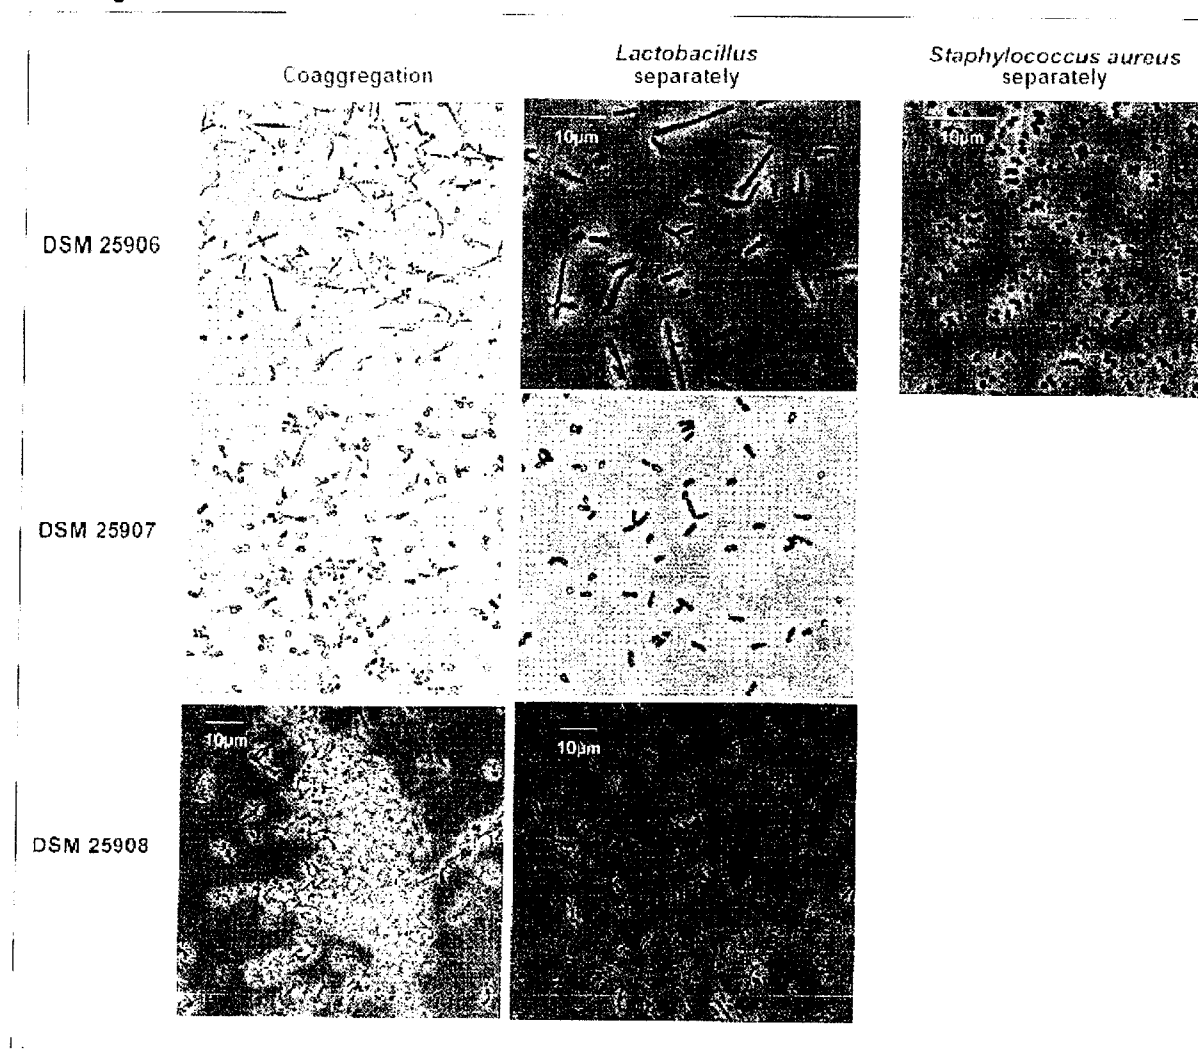 Coaggregation
Lactobacillus
separately
Staphylococcus aureus
separately
DSM 25906
10µm
10µm
DSM 25907
DSM 25908
10µm
10µm